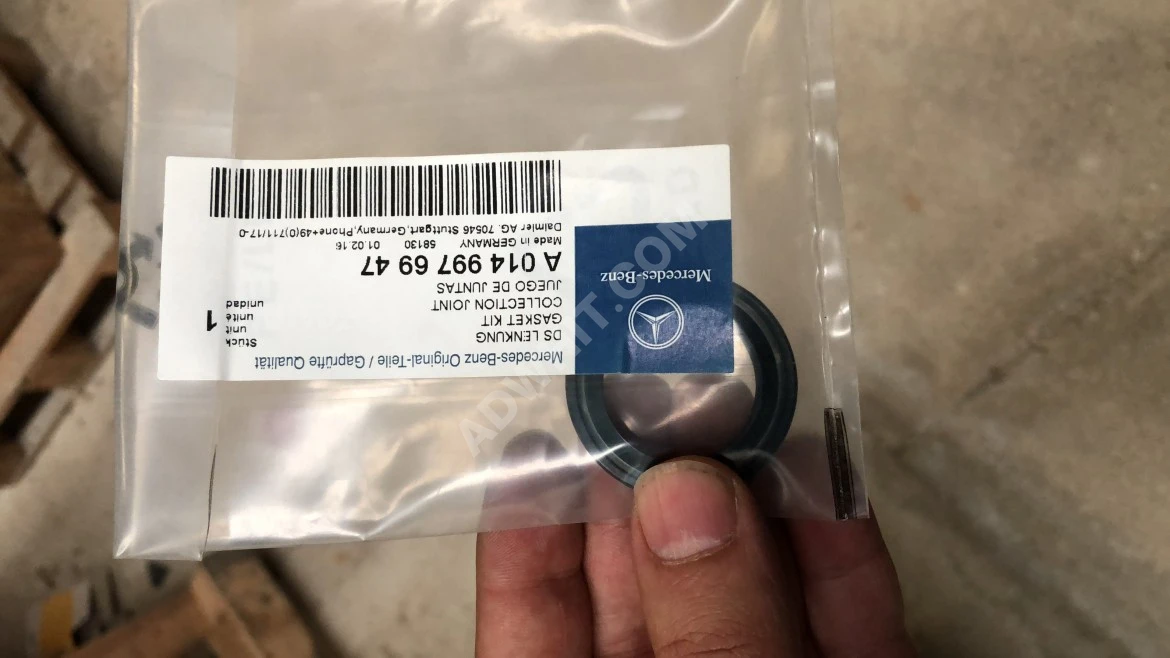 Mercedes-Benz
Mercedes-Benz Original-Teile / Gaprüfte Qualität
DS LENKUNG
GASKET KIT
COLLECTION JOINT
JUEGO DE JUNTAS
Stück
unit
unité
unidad
1
A 014 997 69 47
Made in GERMANY 58130 01.02.16
Daimler AG. 70546 Stuttgart,Germany,Phone+49(0)711/17-0